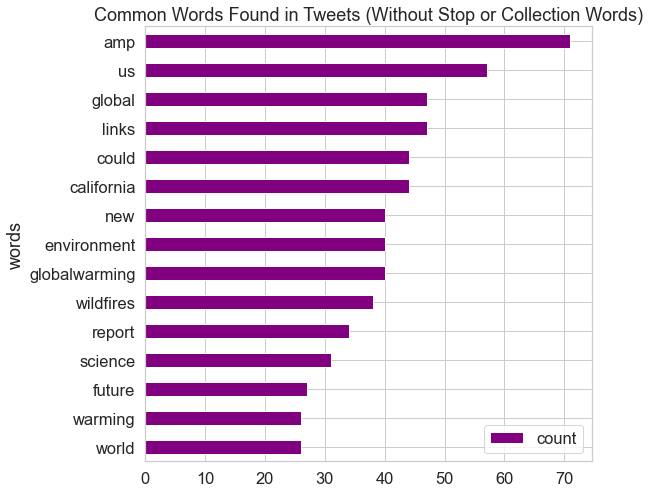 Common Words Found in Tweets (Without Stop or Collection Words)
amp
us
global
links
could
california
new
environment
globalwarming
wildfires
report
science
future
warming
world
words
count
0 10 20 30 40 50 60 70